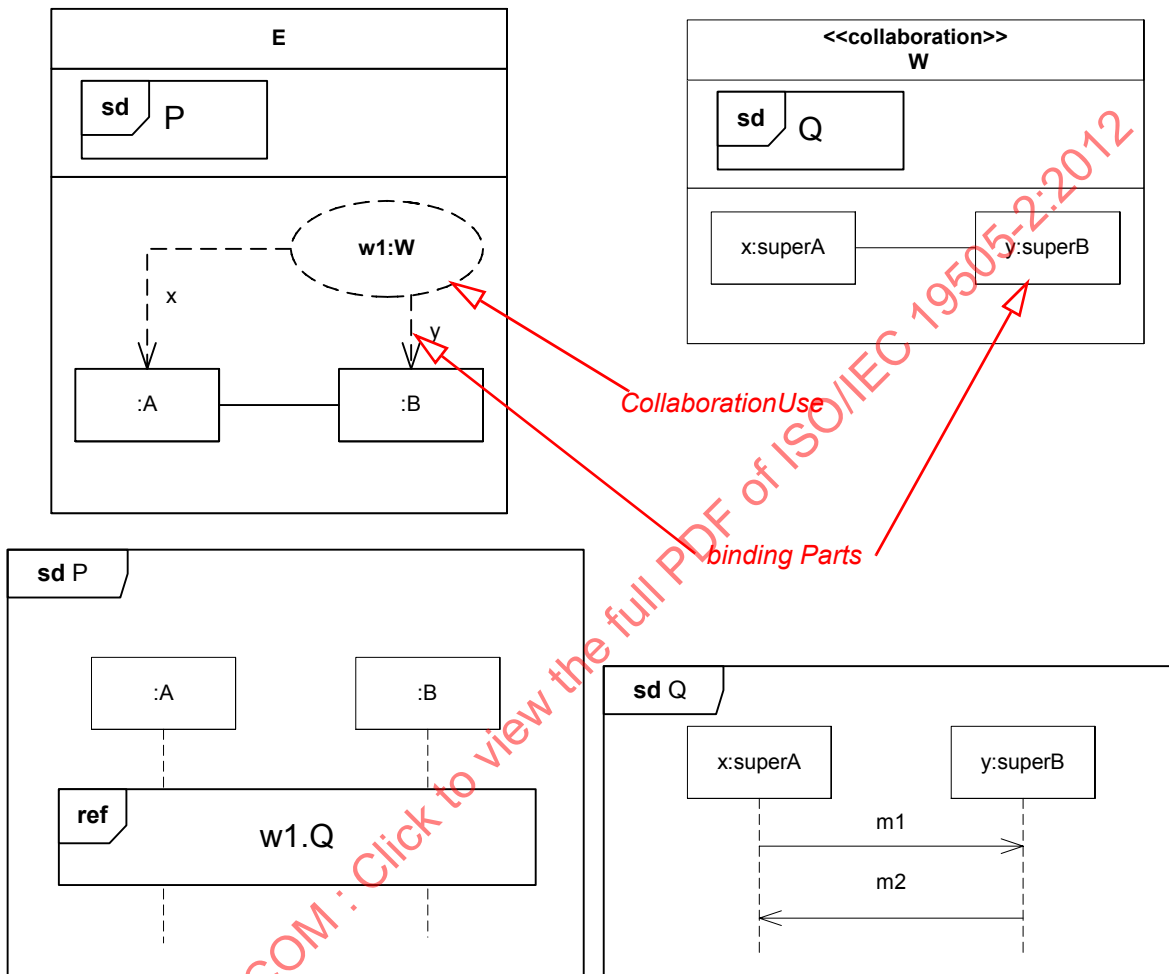 E
sd P
w1:W
x
y
:A
:B
<<collaboration>>
W
sd Q
x:superA
y:superB
CollaborationUse
binding Parts
sd P
:A
:B
ref
w1.Q
sd Q
x:superA
y:superB
m1
m2
COM : Click to view the full PDF of ISO/IEC 19505-2:2012